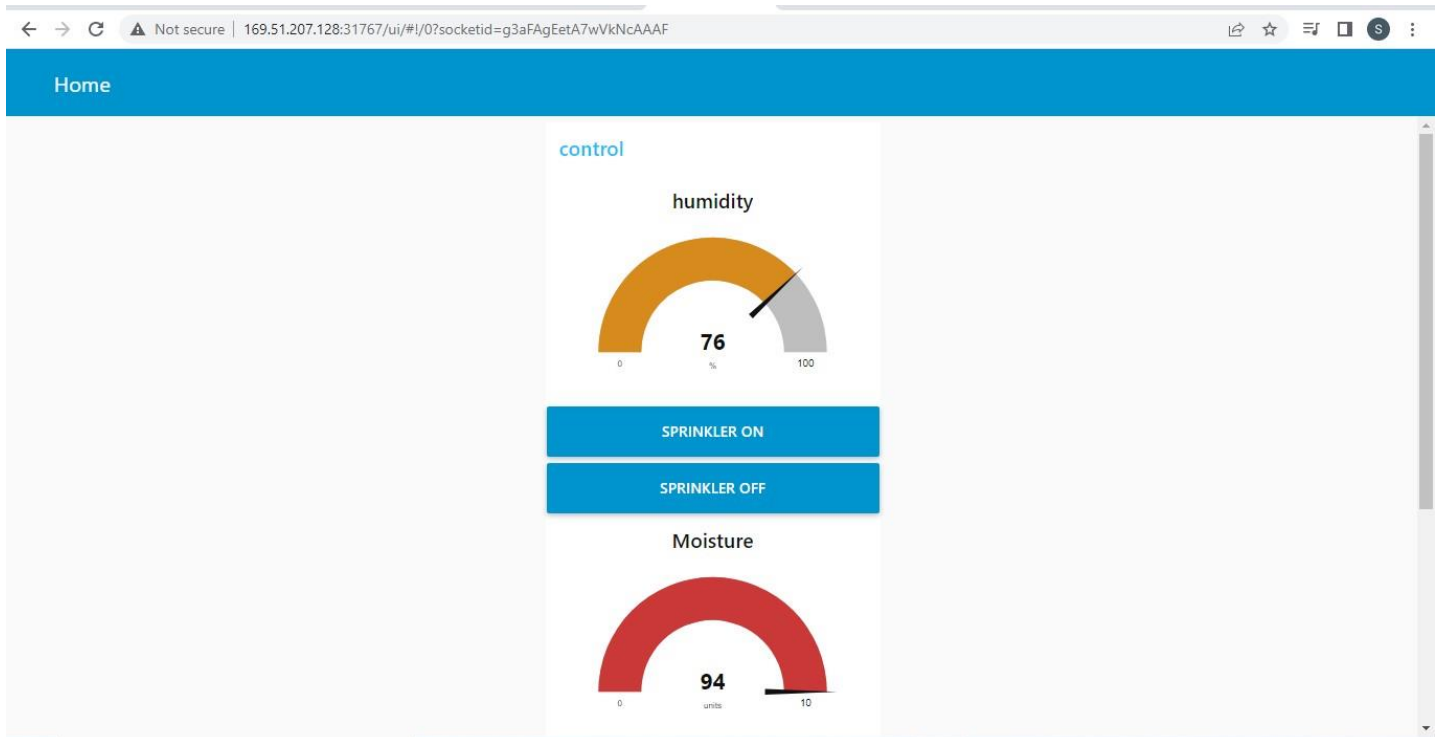 Not secure | 169.51.207.128:31767/ui/#!/0?socketid=g3aFAgEetA7wVkNcAAAF
S
Home
control
humidity
76
0 % 100
SPRINKLER ON
SPRINKLER OFF
Moisture
94
0 units 10